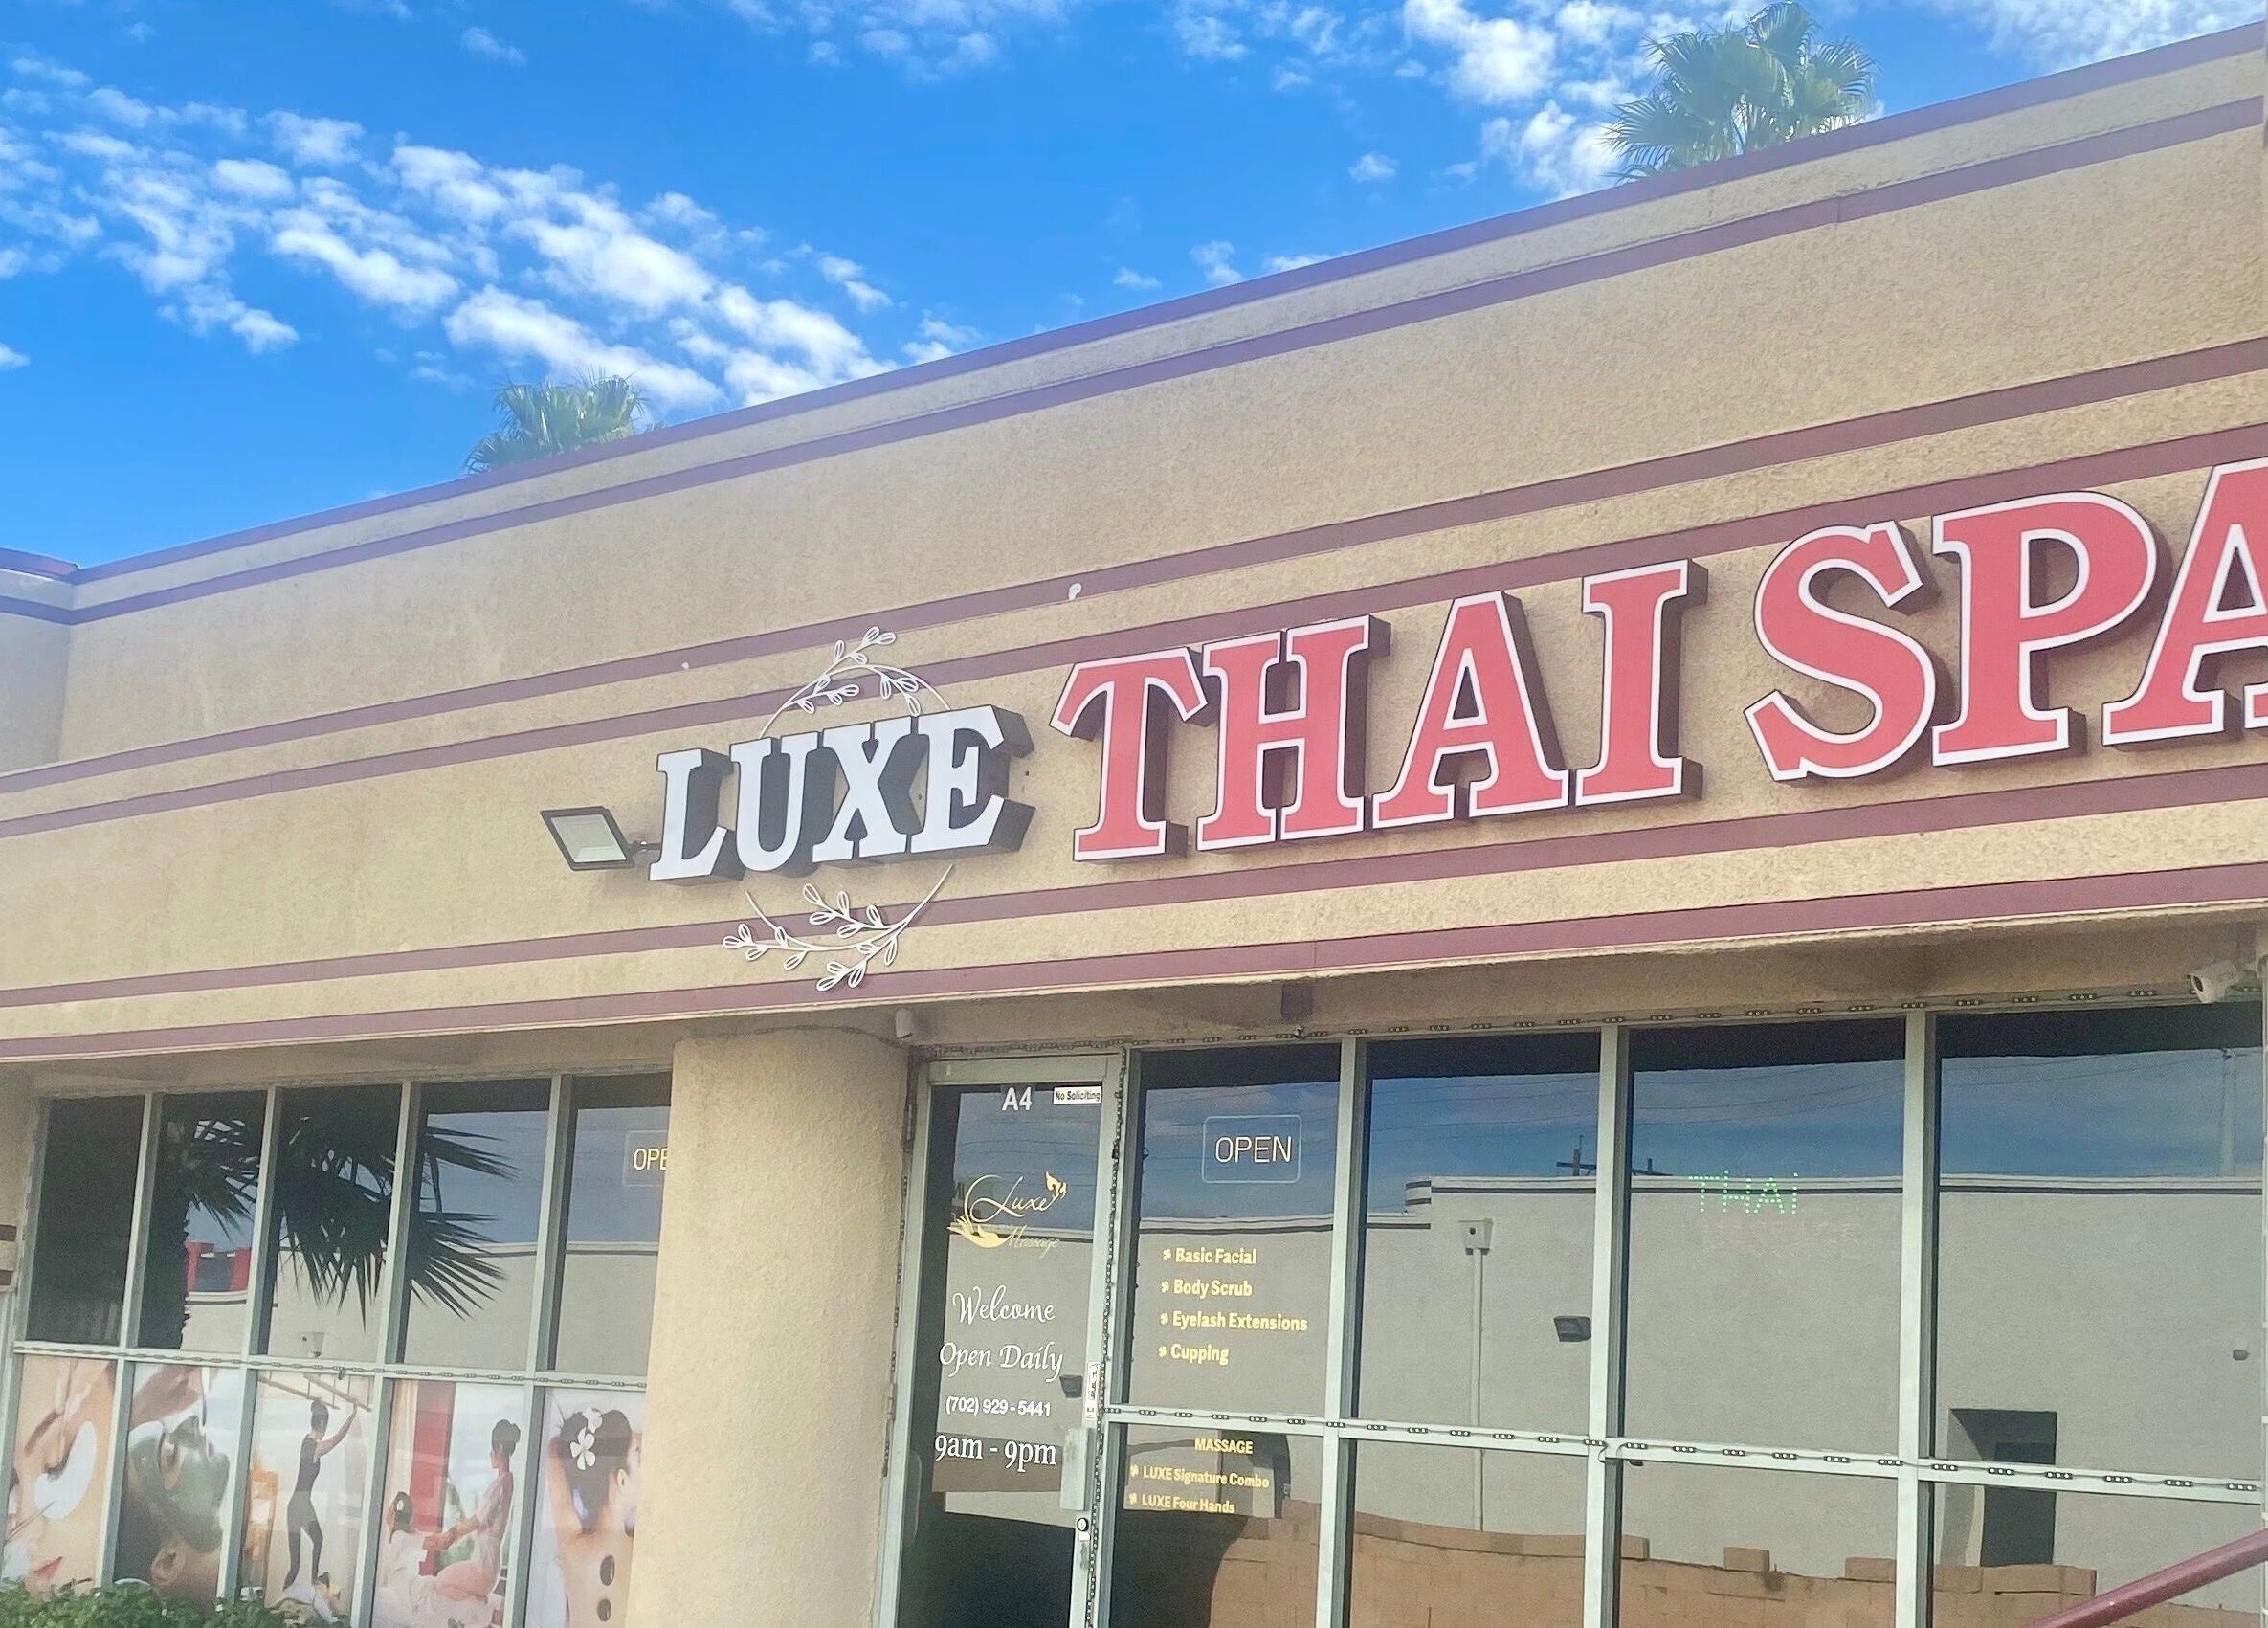 LUXE THAI SPA
A4
No Soliciting
Luxe
Massage
Welcome
Open Daily
(702) 929-5441
9am - 9pm
OPE
OPEN
Basic Facial
Body Scrub
Eyelash Extensions
Cupping
MASSAGE
LUXE Signature Combo
LUXE Four Hands
THAI